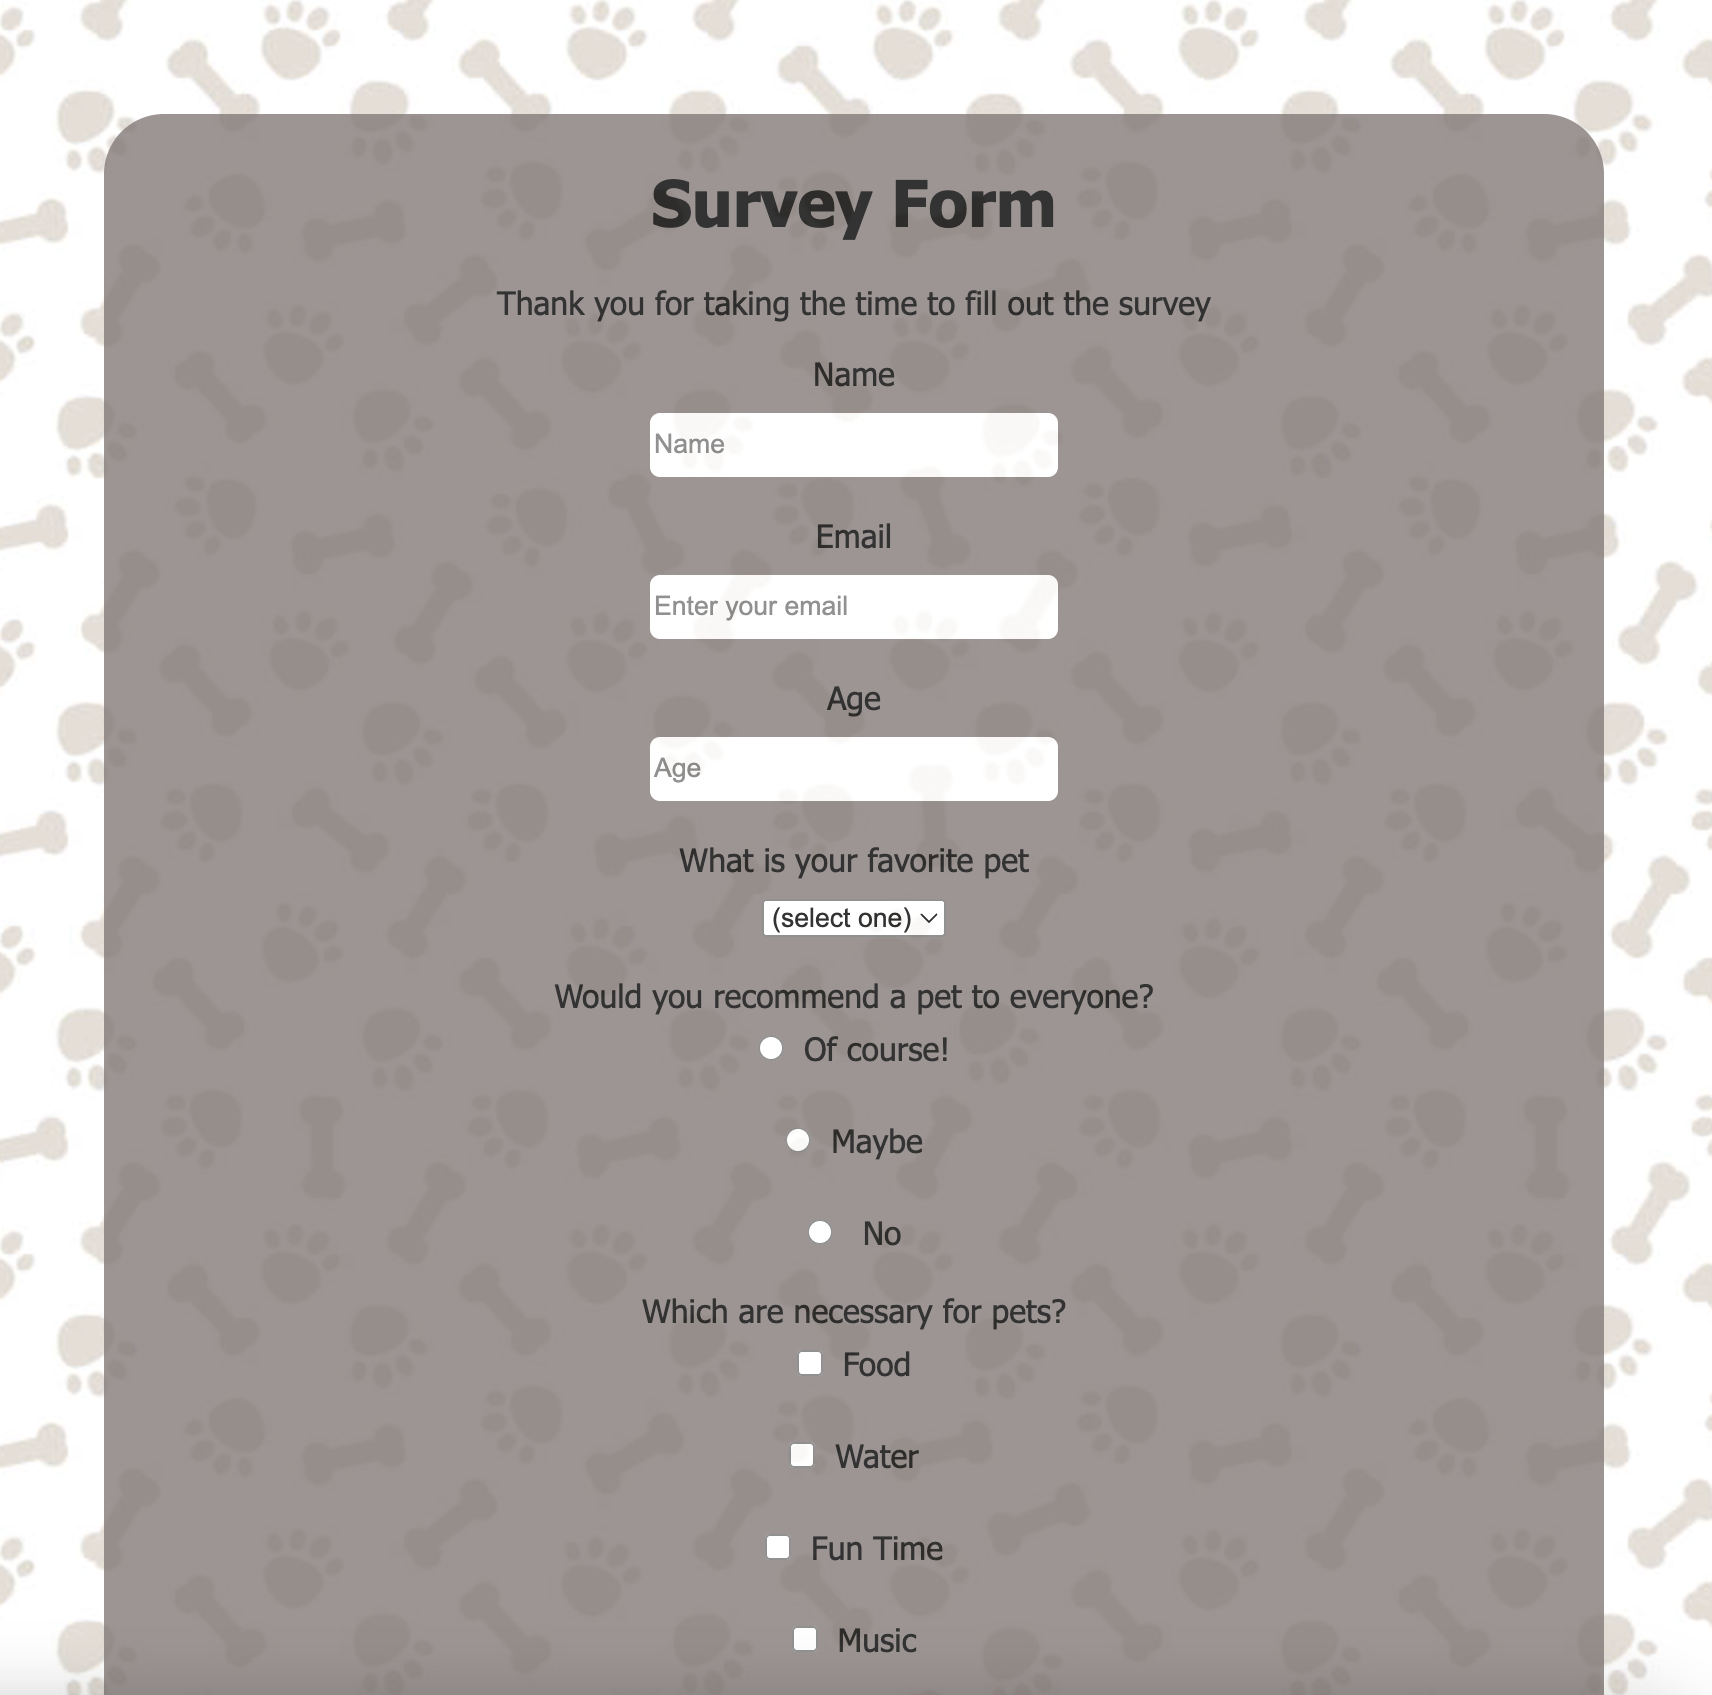 Survey Form
Thank you for taking the time to fill out the survey
Name
Name
Email
Enter your email
Age
Age
What is your favorite pet
(select one)
Would you recommend a pet to everyone?
Of course!
Maybe
No
Which are necessary for pets?
Food
Water
Fun Time
Music